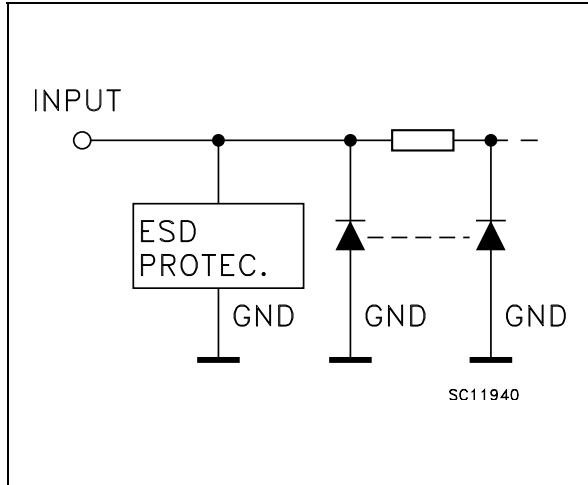 INPUT
ESD
PROTEC.
GND
GND
GND
SC11940